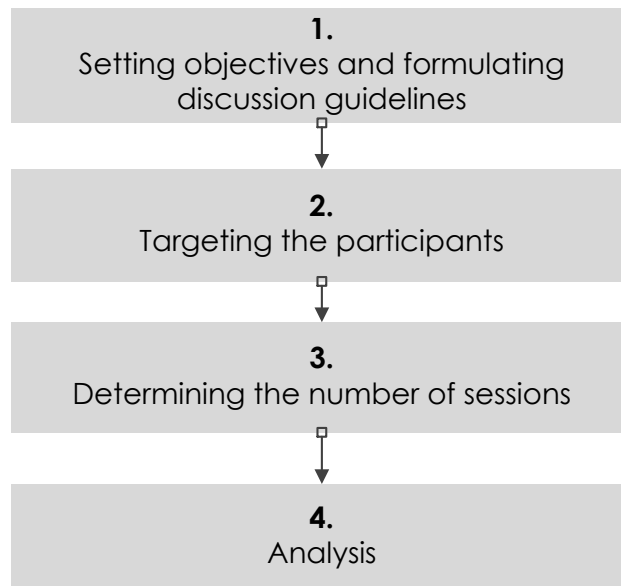 1.
Setting objectives and formulating
discussion guidelines
2.
Targeting the participants
3.
Determining the number of sessions
4.
Analysis